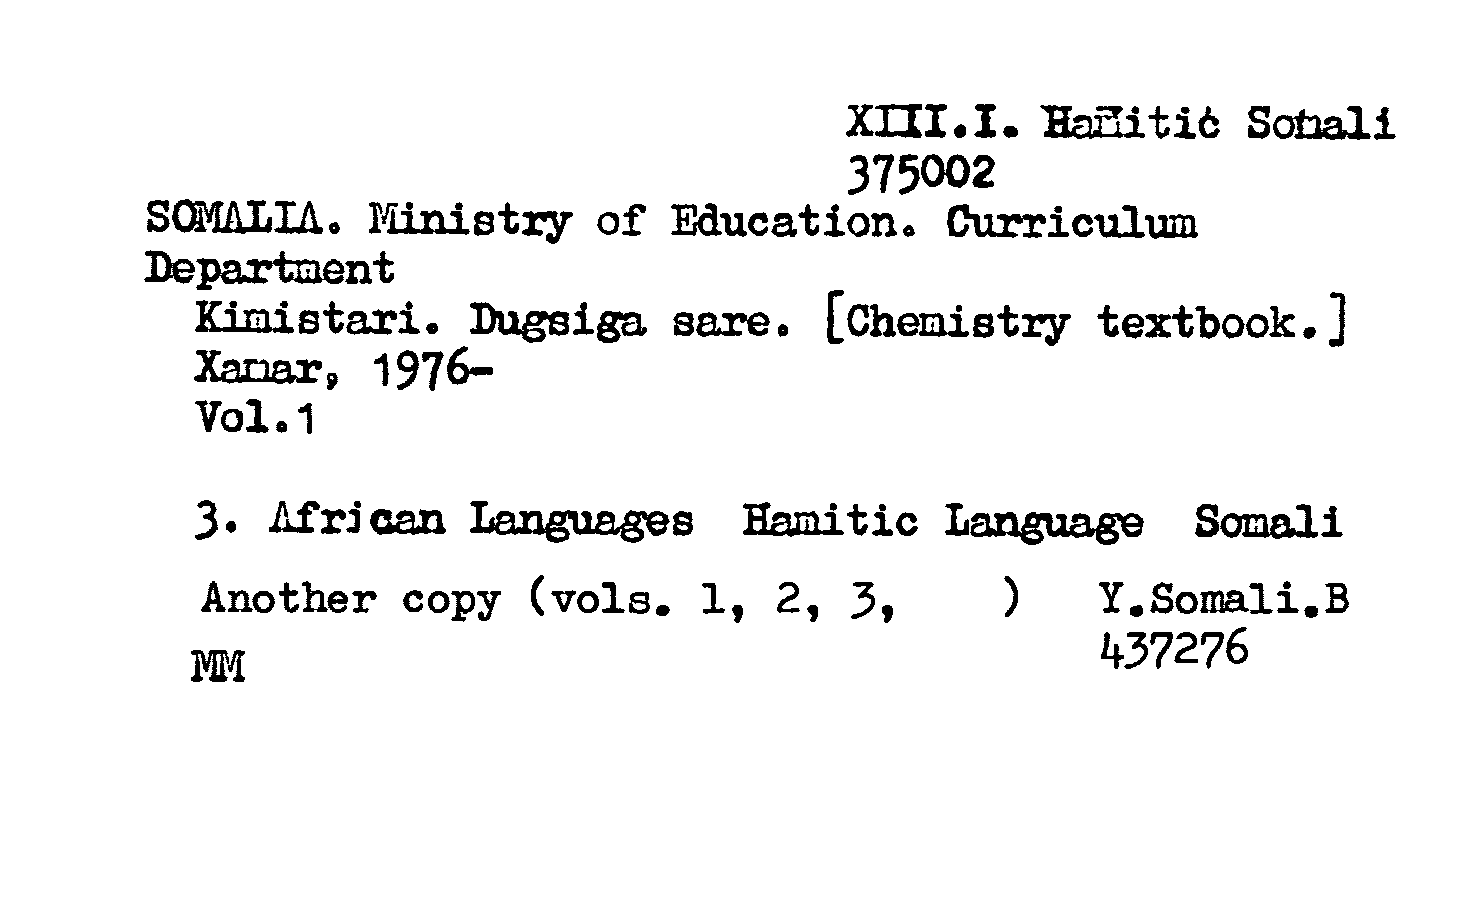 XIII.I. Hamitic Somali
375002
SOMALIA. Ministry of Education. Curriculum
Department
Kimistari. Dugsiga sare. [Chemistry textbook.]
Xamar, 1976-
Vol.1
3. African Languages Hamitic Language Somali
Another copy (vols. 1, 2, 3, ) Y.Somali.B
437276
MM